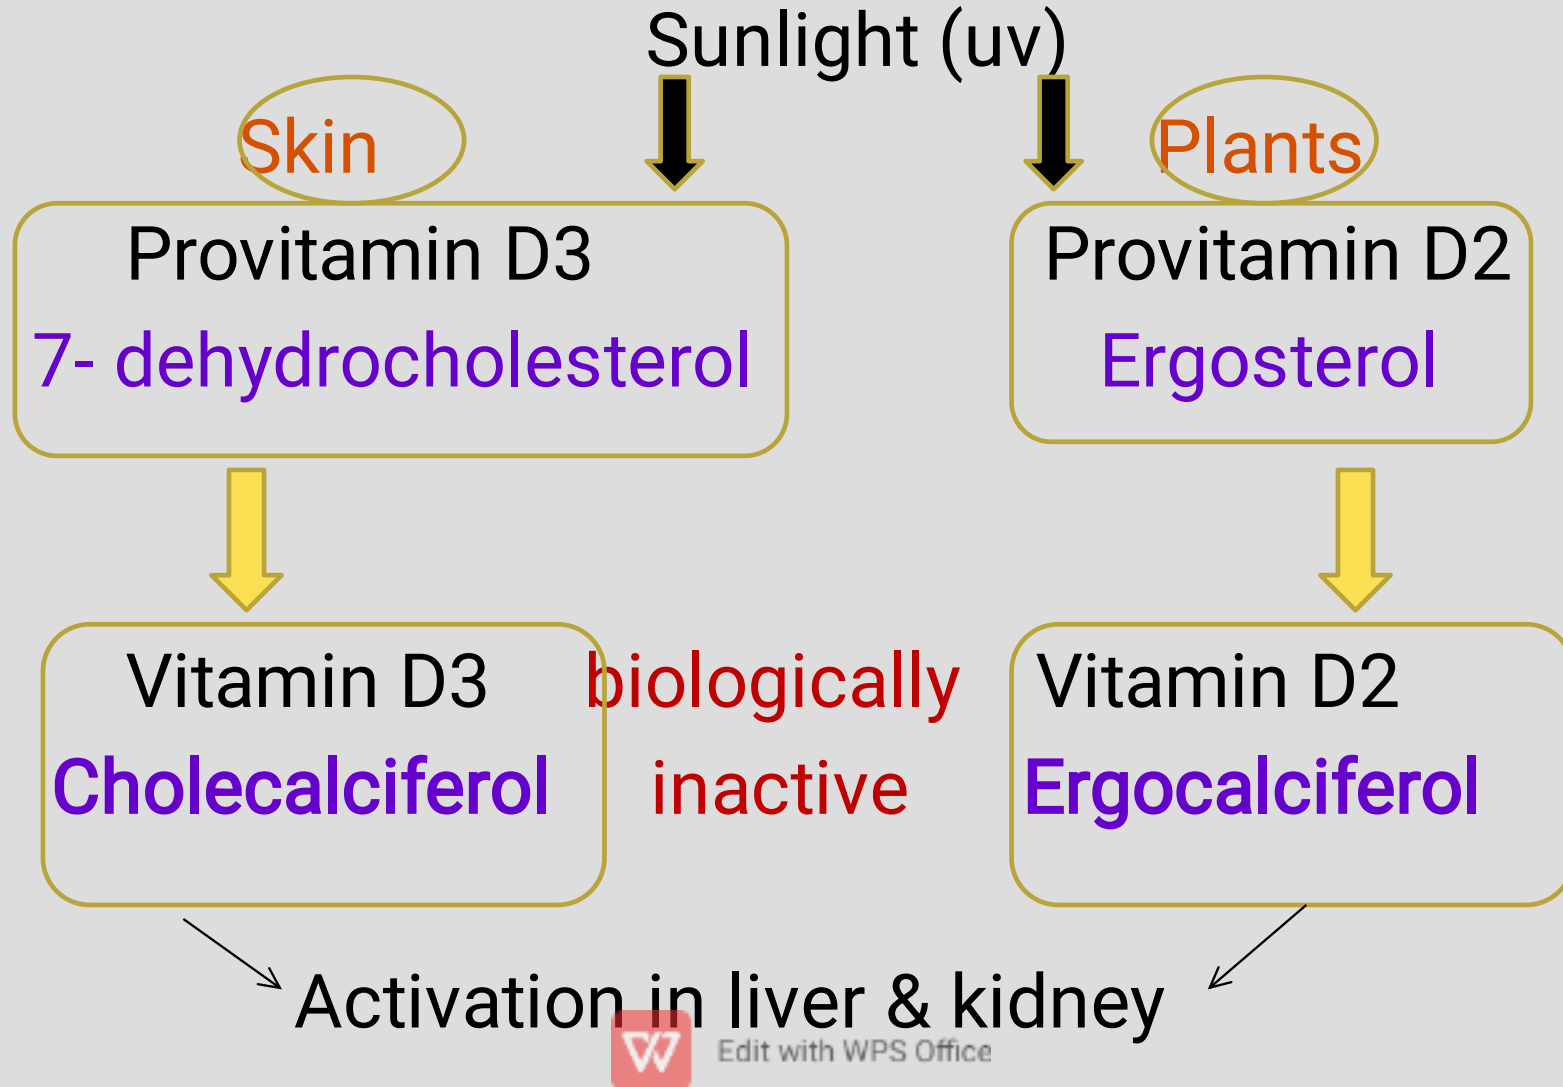 Sunlight (uv)
Skin
Plants
Provitamin D3
7- dehydrocholesterol
Provitamin D2
Ergosterol
Vitamin D3
Cholecalciferol
biologically
inactive
Vitamin D2
Ergocalciferol
Activation in liver & kidney
Edit with WPS Office